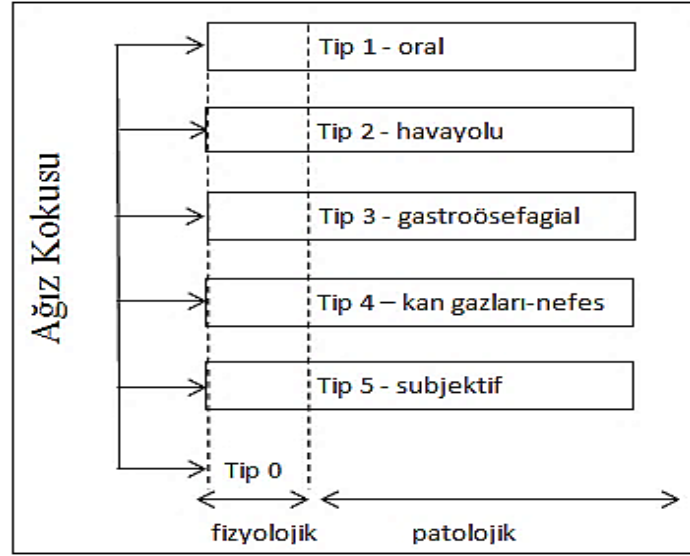 Ağız Kokusu
Tip 1 - oral
Tip 2 - havayolu
Tip 3 - gastroösefagial
Tip 4 – kan gazları-nefes
Tip 5 - subjektif
Tip 0
fizyolojik
patolojik